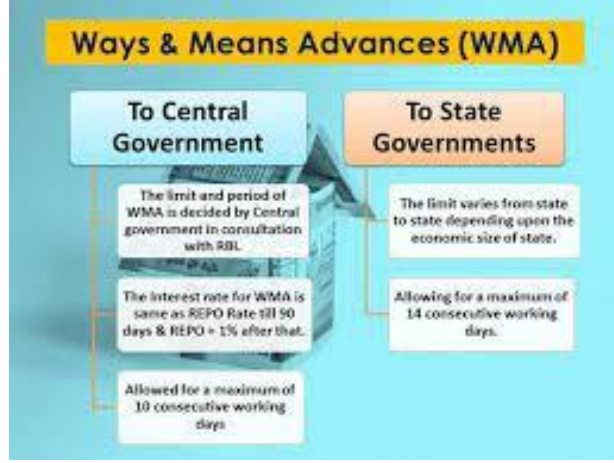 Ways & Means Advances (WMA)
To Central
Government
The limit and period of
WMA is decided by Central
government in consultation
with RBI.
The Interest rate for WMA is
same as REPO Rate till 90
days & REPO + 1% after that.
Allowed for a maximum of
10 consecutive working
days
To State
Governments
The limit varies from state
to state depending upon the
economic size of state.
Allowing for a maximum of
14 consecutive working
days.